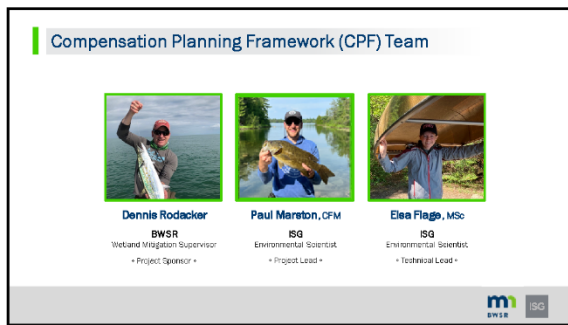 Compensation Planning Framework (CPF) Team
Dennis Rodacker
BWSR
Wetland Mitigation Supervisor
• Project Sponsor •
Paul Marston, CFM
ISG
Environmental Scientist
• Project Lead •
Elsa Flage, MSc
ISG
Environmental Scientist
• Technical Lead •
mn
BWSR
ISG